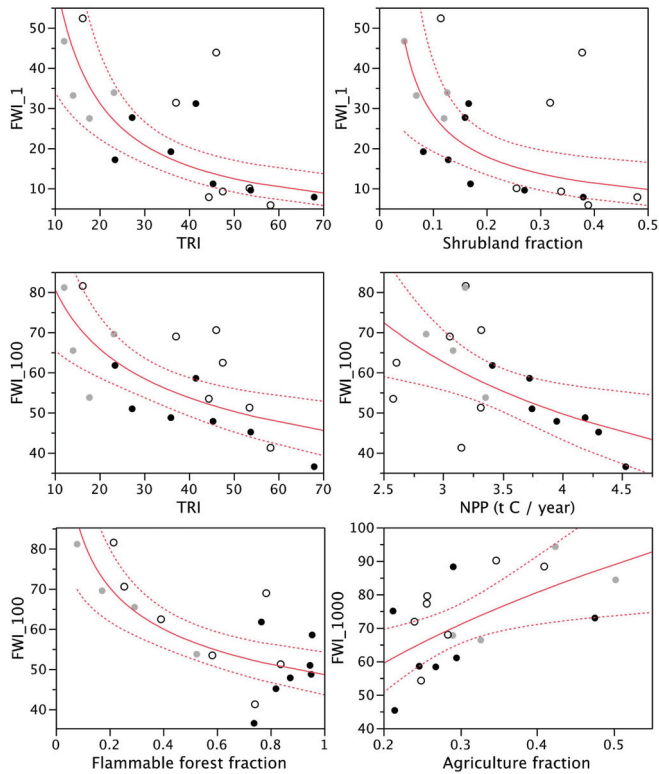 50
40
30
20
10
FWI_1
10 20 30 40 50 60 70
TRI
50
40
30
20
10
FWI_1
0 0.1 0.2 0.3 0.4 0.5
Shrubland fraction
80
70
60
50
40
FWI_100
10 20 30 40 50 60 70
TRI
80
70
60
50
40
FWI_100
2.5 3 3.5 4 4.5
NPP (t C / year)
80
70
60
50
40
FWI_100
0 0.2 0.4 0.6 0.8 1
Flammable forest fraction
100
90
80
70
60
50
40
FWI_1000
0.2 0.3 0.4 0.5
Agriculture fraction